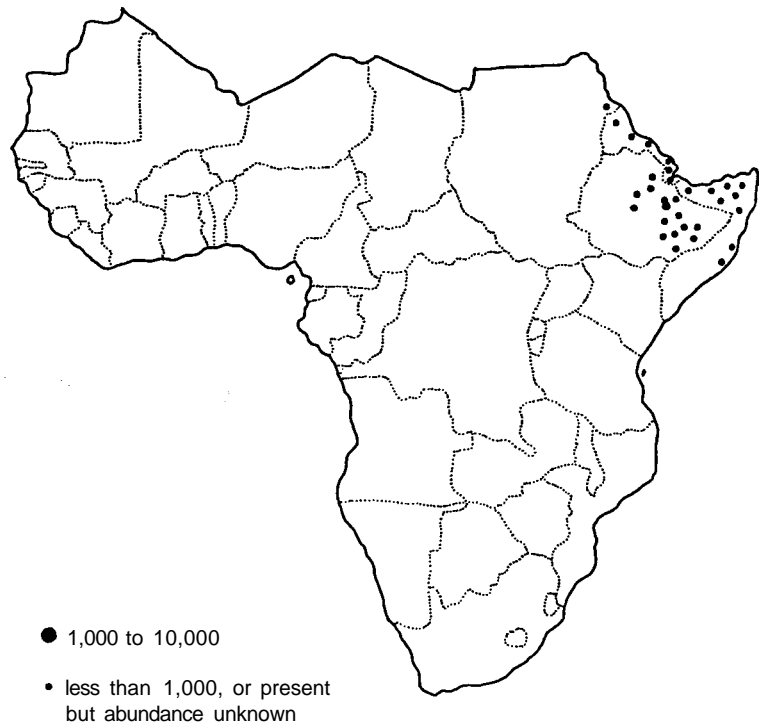 1,000 to 10,000
less than 1,000, or present
but abundance unknown